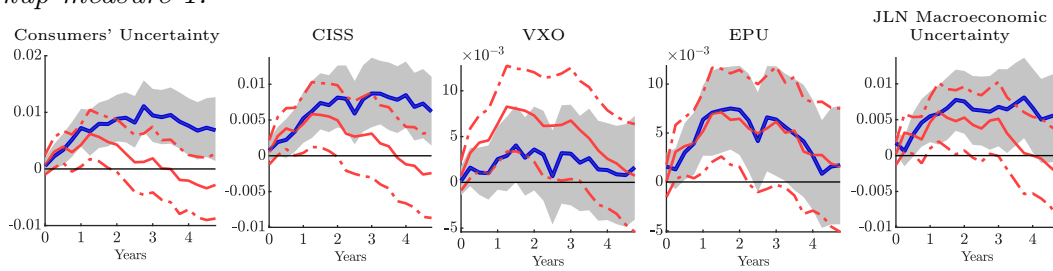 Consumers' Uncertainty
CISS
VXO
EPU
JLN Macroeconomic
Uncertainty
0.02
0.01
0
-0.01
0 1 2 3 4
Years
0.01
0.005
0
-0.005
-0.01
0 1 2 3 4
Years
×10⁻³
10
5
0
-5
0 1 2 3 4
Years
×10⁻³
10
5
0
-5
0 1 2 3 4
Years
0.01
0.005
0
-0.005
-0.01
0 1 2 3 4
Years